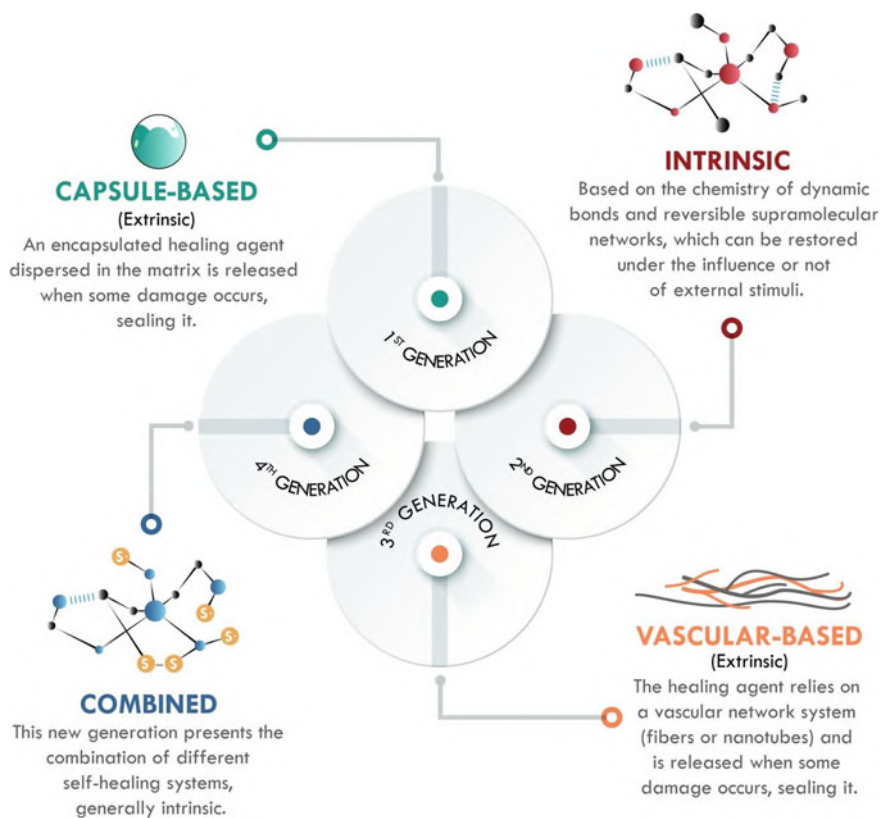 CAPSULE-BASED
(Extrinsic)
An encapsulated healing agent
dispersed in the matrix is released
when some damage occurs,
sealing it.
INTRINSIC
Based on the chemistry of dynamic
bonds and reversible supramolecular
networks, which can be restored
under the influence or not
of external stimuli.
1ST GENERATION
4TH GENERATION
2ND GENERATION
3RD GENERATION
S
S
S
S
S
COMBINED
This new generation presents the
combination of different
self-healing systems,
generally intrinsic.
VASCULAR-BASED
(Extrinsic)
The healing agent relies on
a vascular network system
(fibers or nanotubes) and
is released when some
damage occurs, sealing it.